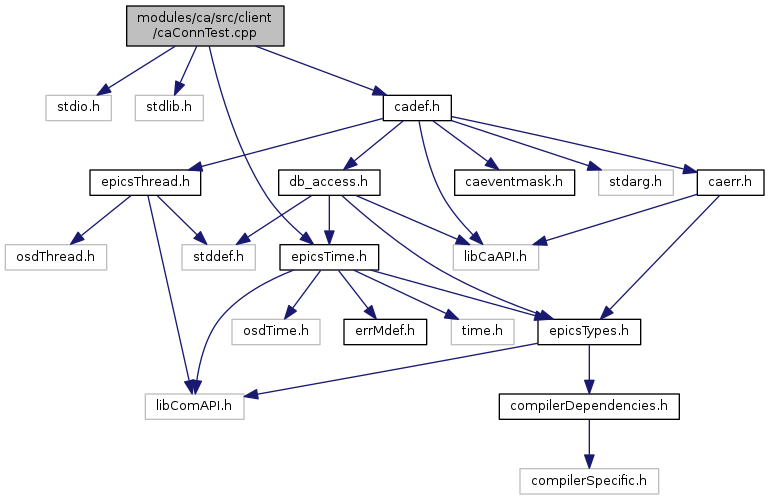 modules/ca/src/client
/caConnTest.cpp
stdio.h
stdlib.h
cadef.h
epicsThread.h
db_access.h
caeventmask.h
stdarg.h
caerr.h
osdThread.h
stddef.h
epicsTime.h
libCaAPI.h
osdTime.h
errMdef.h
time.h
epicsTypes.h
libComAPI.h
compilerDependencies.h
compilerSpecific.h